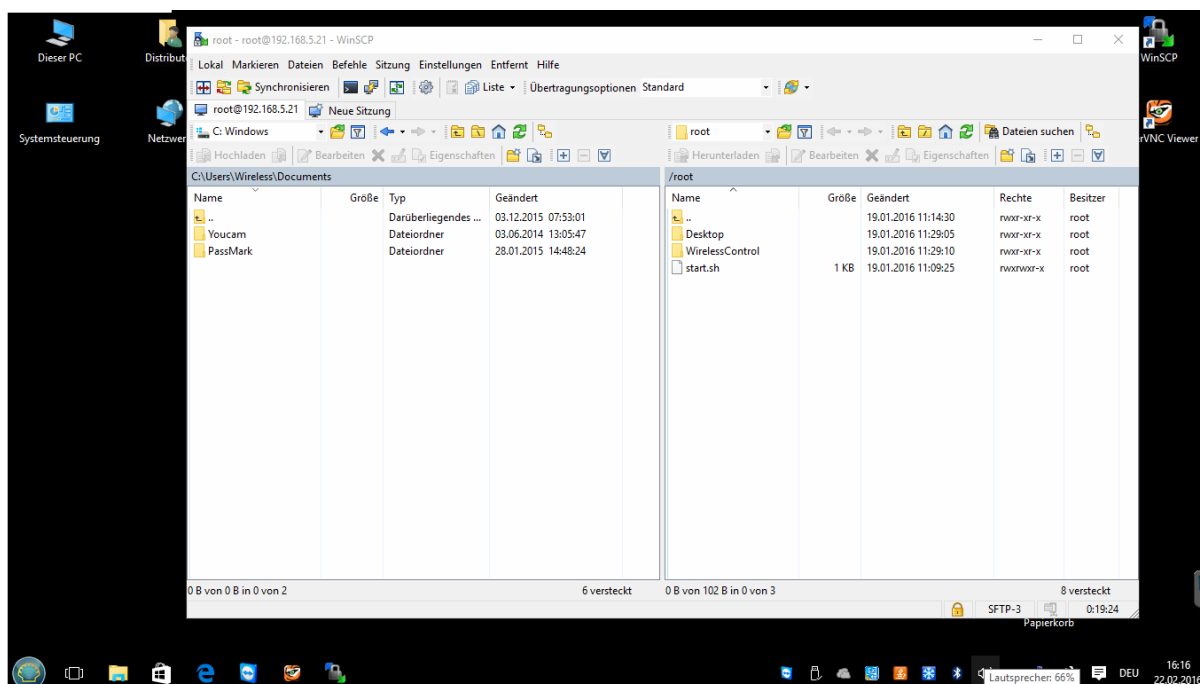 Dieser PC
Distribut
Systemsteuerung
Netzwer
WinSCP
rVNC Viewer
root - root@192.168.5.21 - WinSCP
Lokal Markieren Dateien Befehle Sitzung Einstellungen Entfernt Hilfe
Synchronisieren Liste Übertragungsoptionen Standard
root@192.168.5.21 Neue Sitzung
C: Windows
Hochladen Bearbeiten Eigenschaften
C:\Users\Wireless\Documents
Name Größe Typ Geändert
.. Darüberliegendes ... 03.12.2015 07:53:01
Youcam Dateiordner 03.06.2014 13:05:47
PassMark Dateiordner 28.01.2015 14:48:24
0 B von 0 B in 0 von 2 6 versteckt
root Dateien suchen
Herunterladen Bearbeiten Eigenschaften
/root
Name Größe Geändert Rechte Besitzer
.. 19.01.2016 11:14:30 rwxr-xr-x root
Desktop 19.01.2016 11:29:05 rwxr-xr-x root
WirelessControl 19.01.2016 11:29:10 rwxr-xr-x root
start.sh 1 KB 19.01.2016 11:09:25 rwxrwxr-x root
0 B von 102 B in 0 von 3 8 versteckt
SFTP-3 0:19:24
Papierkorb
Lautsprecher: 66%
DEU
16:16
22.02.2016